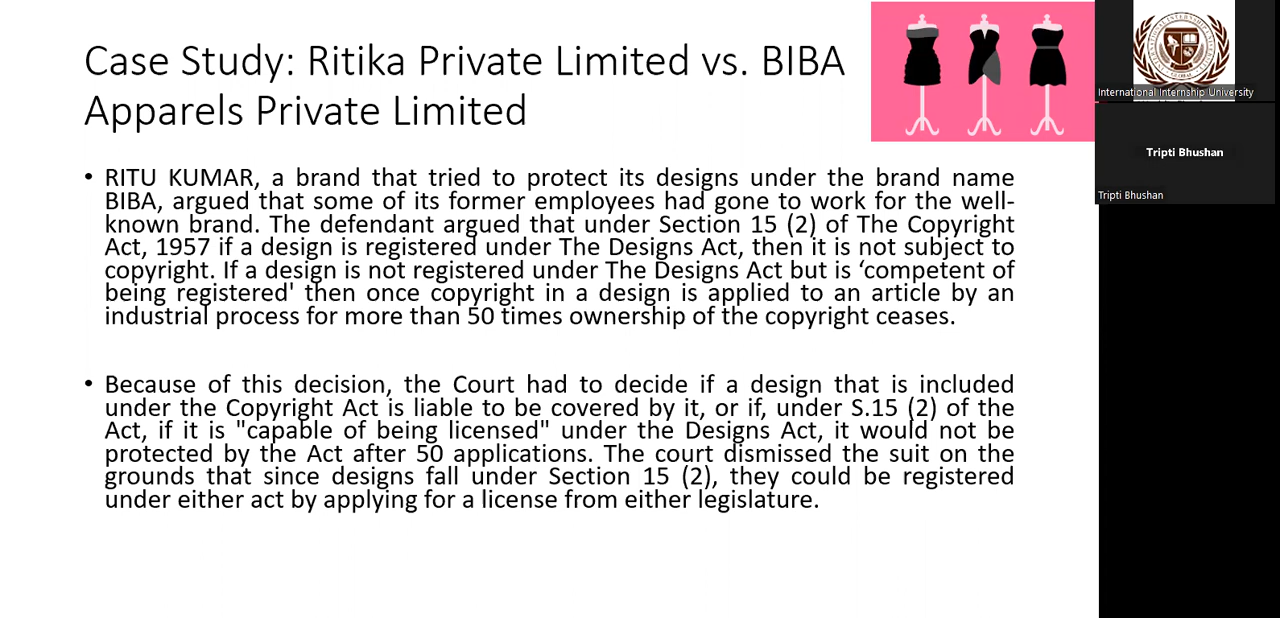 Case Study: Ritika Private Limited vs. BIBA
Apparels Private Limited
• RITU KUMAR, a brand that tried to protect its designs under the brand name
BIBA, argued that some of its former employees had gone to work for the well-
known brand. The defendant argued that under Section 15 (2) of The Copyright
Act, 1957 if a design is registered under The Designs Act, then it is not subject to
copyright. If a design is not registered under The Designs Act but is ‘competent of
being registered' then once copyright in a design is applied to an article by an
industrial process for more than 50 times ownership of the copyright ceases.
• Because of this decision, the Court had to decide if a design that is included
under the Copyright Act is liable to be covered by it, or if, under S.15 (2) of the
Act, if it is "capable of being licensed" under the Designs Act, it would not be
protected by the Act after 50 applications. The court dismissed the suit on the
grounds that since designs fall under Section 15 (2), they could be registered
under either act by applying for a license from either legislature.
International Internship University
Tripti Bhushan
Tripti Bhushan